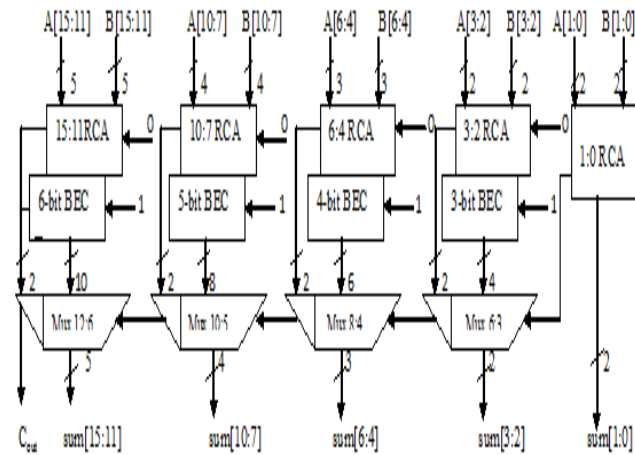 A[15:11] B[15:11] A[10:7] B[10:7] A[6:4] B[6:4] A[3:2] B[3:2] A[1:0] B[1:0]
5 5 4 4 3 3 2 2 2 2
15:11RCA 0 10:7 RCA 0 6:4 RCA 0 3:2 RCA 0 1:0 RCA
6-bit BEC 1 5-bit BEC 1 4-bit BEC 1 3-bit BEC 1
2 10 2 8 2 6 2 4
Mux 12:6 Mux 10:5 Mux 8:4 Mux 6:3
5 4 3 2 2
Cout sum[15:11] sum[10:7] sum[6:4] sum[3:2] sum[1:0]